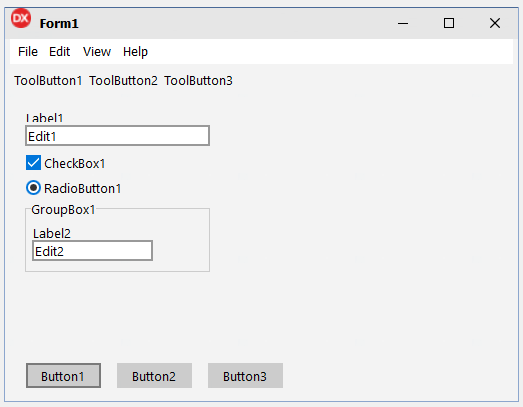 DX Form1
File Edit View Help
ToolButton1 ToolButton2 ToolButton3
Label1
Edit1
CheckBox1
RadioButton1
GroupBox1
Label2
Edit2
Button1 Button2 Button3